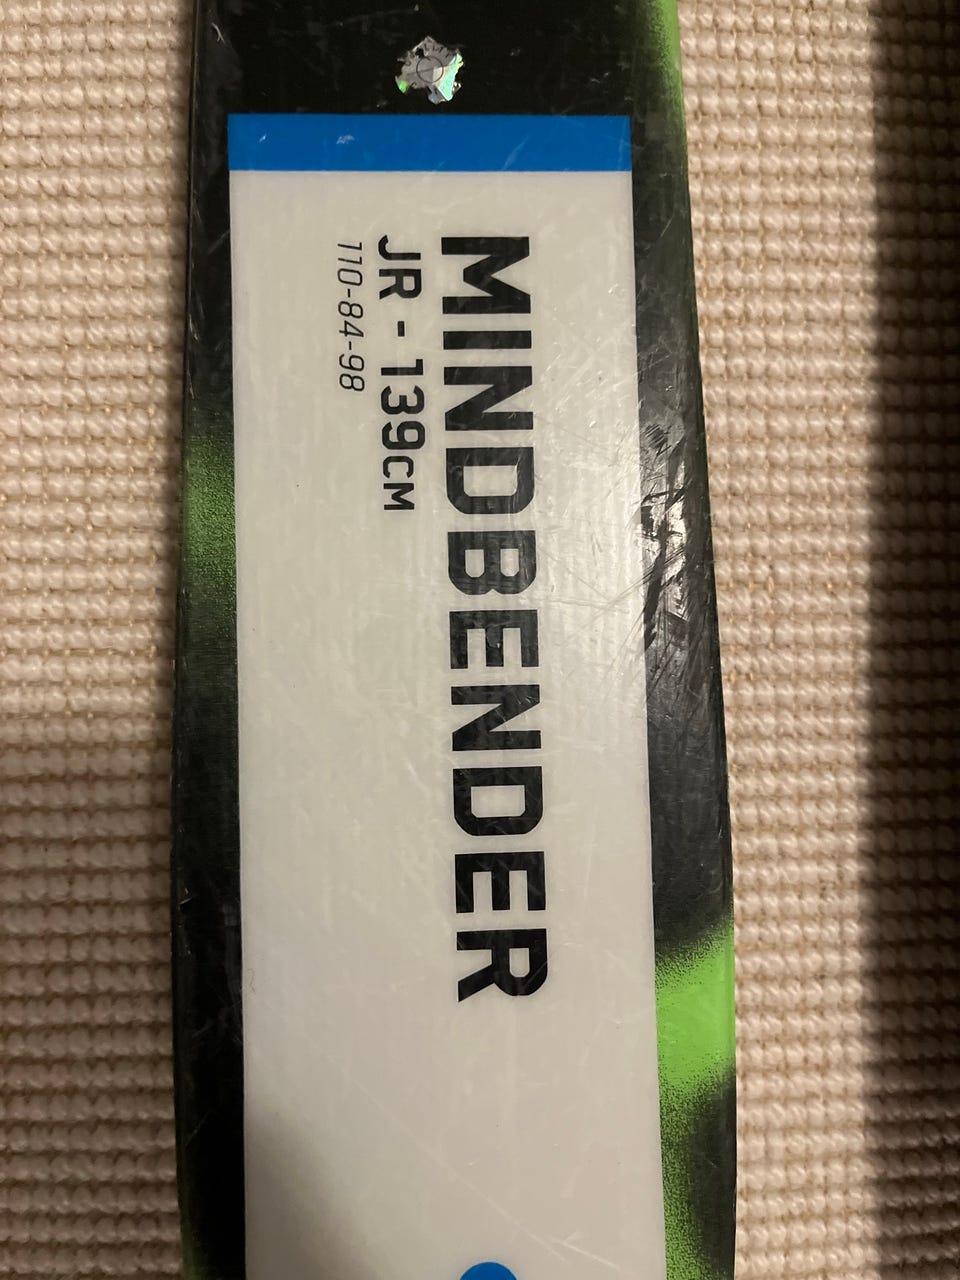 MINDBENDER
JR - 139CM
110-84-98